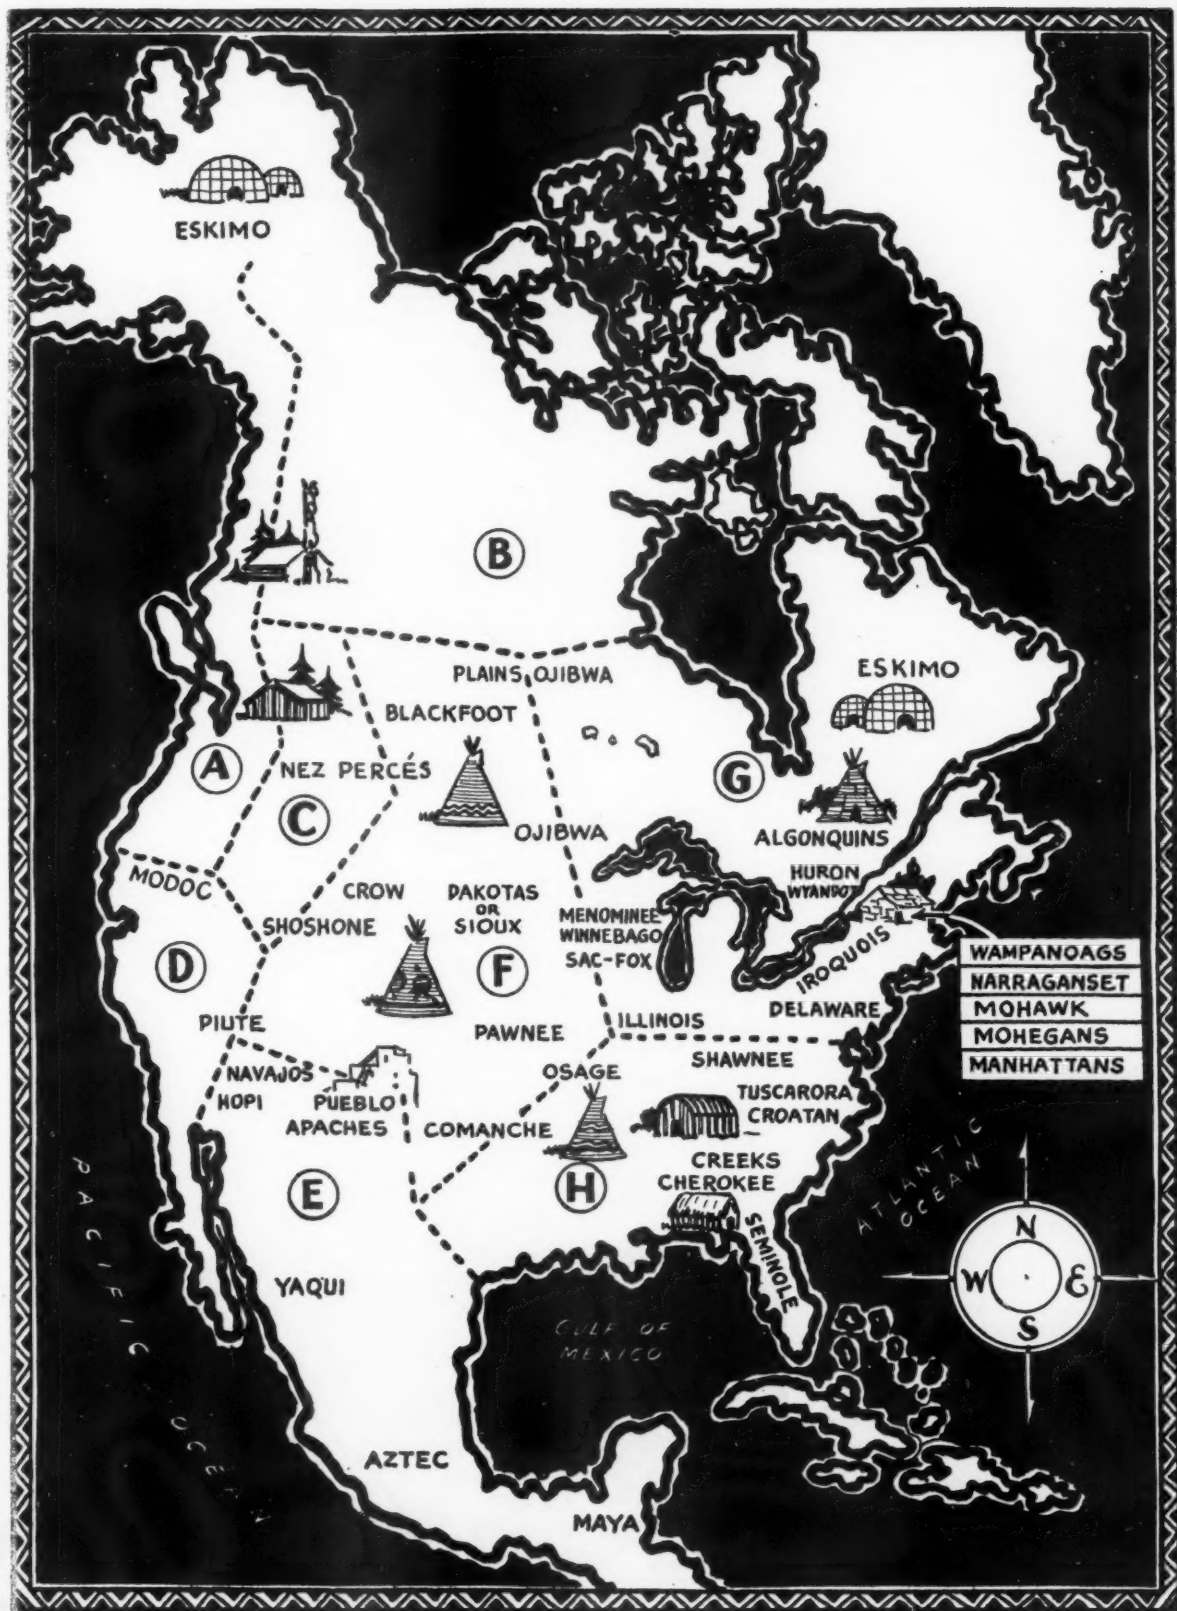 ESKIMO
B
ESKIMO
PLAINS OJIBWA
BLACKFOOT
A
NEZ PERCÉS
G
C
OJIBWA
ALGONQUINS
MODOC
CROW
DAKOTAS
OR
SIOUX
HURON
WYANDOT
SHOSHONE
MENOMINEE
WINNEBAGO
SAC-FOX
D
F
IROQUOIS
WAMPANOAGS
NARRAGANSET
MOHAWK
MOHEGANS
MANHATTANS
DELAWARE
PIUTE
PAWNEE
ILLINOIS
SHAWNEE
NAVAJOS
HOPI
PUEBLO
APACHES
OSAGE
COMANCHE
TUSCARORA
CROATAN
E
H
CREEKS
CHEROKEE
SEMINOLE
YAQUI
GULF OF
MEXICO
ATLANTIC
OCEAN
PACIFIC OCEAN
N
W E
S
AZTEC
MAYA